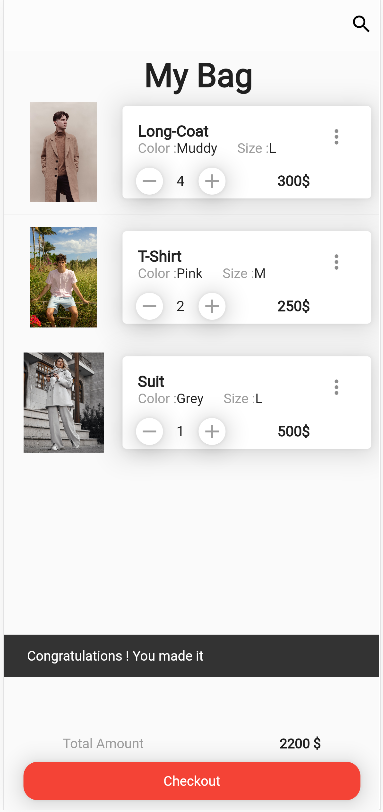 My Bag
Long-Coat
Color :Muddy Size :L
4 300$
T-Shirt
Color :Pink Size :M
2 250$
Suit
Color :Grey Size :L
1 500$
Congratulations ! You made it
Total Amount 2200 $
Checkout